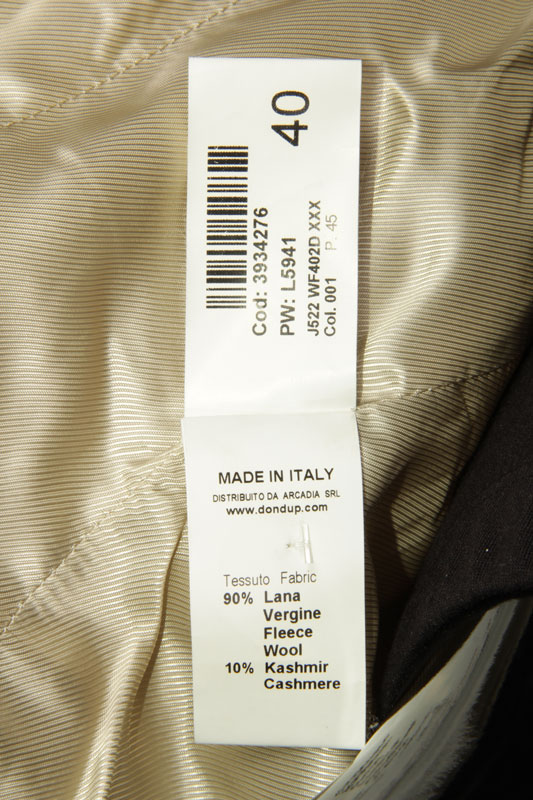 40
Cod: 3934276
PW: L5941
J522 WF402D XXX
Col. 001 P. 45
MADE IN ITALY
DISTRIBUITO DA ARCADIA SRL
www.dondup.com
Tessuto Fabric
90% Lana
Vergine
Fleece
Wool
10% Kashmir
Cashmere